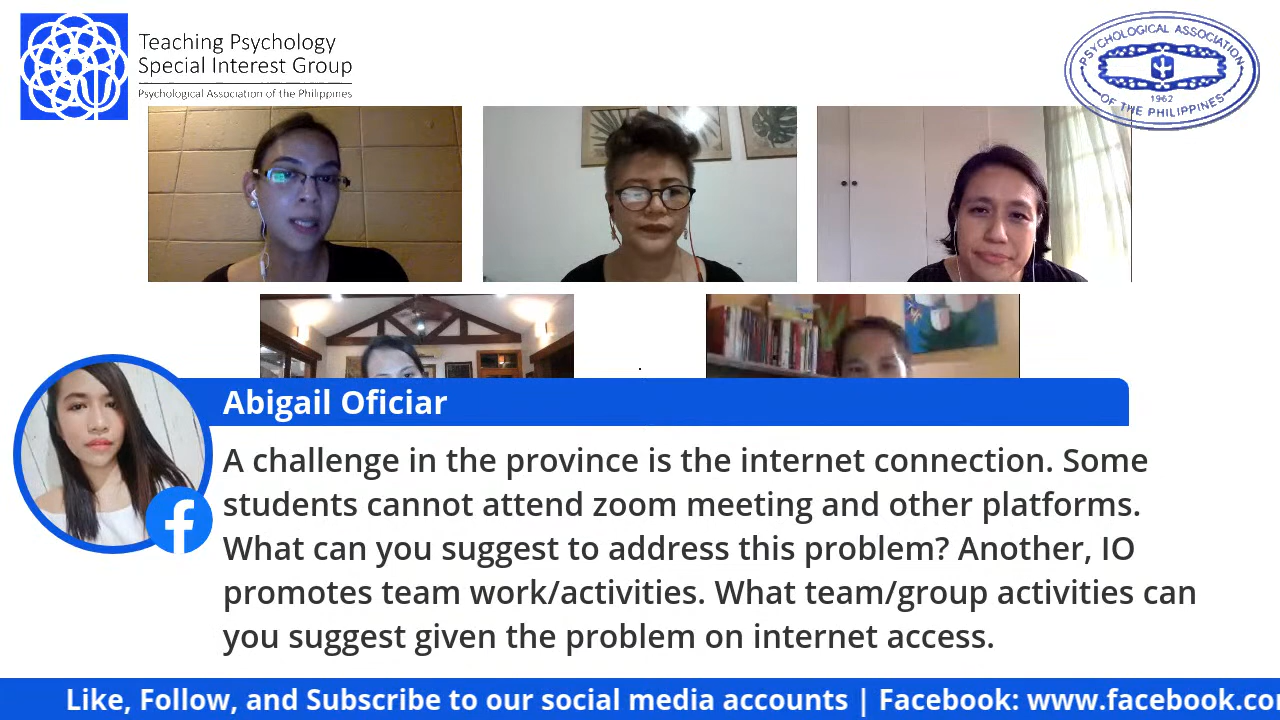 Teaching Psychology
Special Interest Group
Psychological Association of the Philippines
PSYCHOLOGICAL ASSOCIATION
1962
OF THE PHILIPPINES
Abigail Oficiar
A challenge in the province is the internet connection. Some
students cannot attend zoom meeting and other platforms.
What can you suggest to address this problem? Another, IO
promotes team work/activities. What team/group activities can
you suggest given the problem on internet access.
Like, Follow, and Subscribe to our social media accounts | Facebook: www.facebook.co